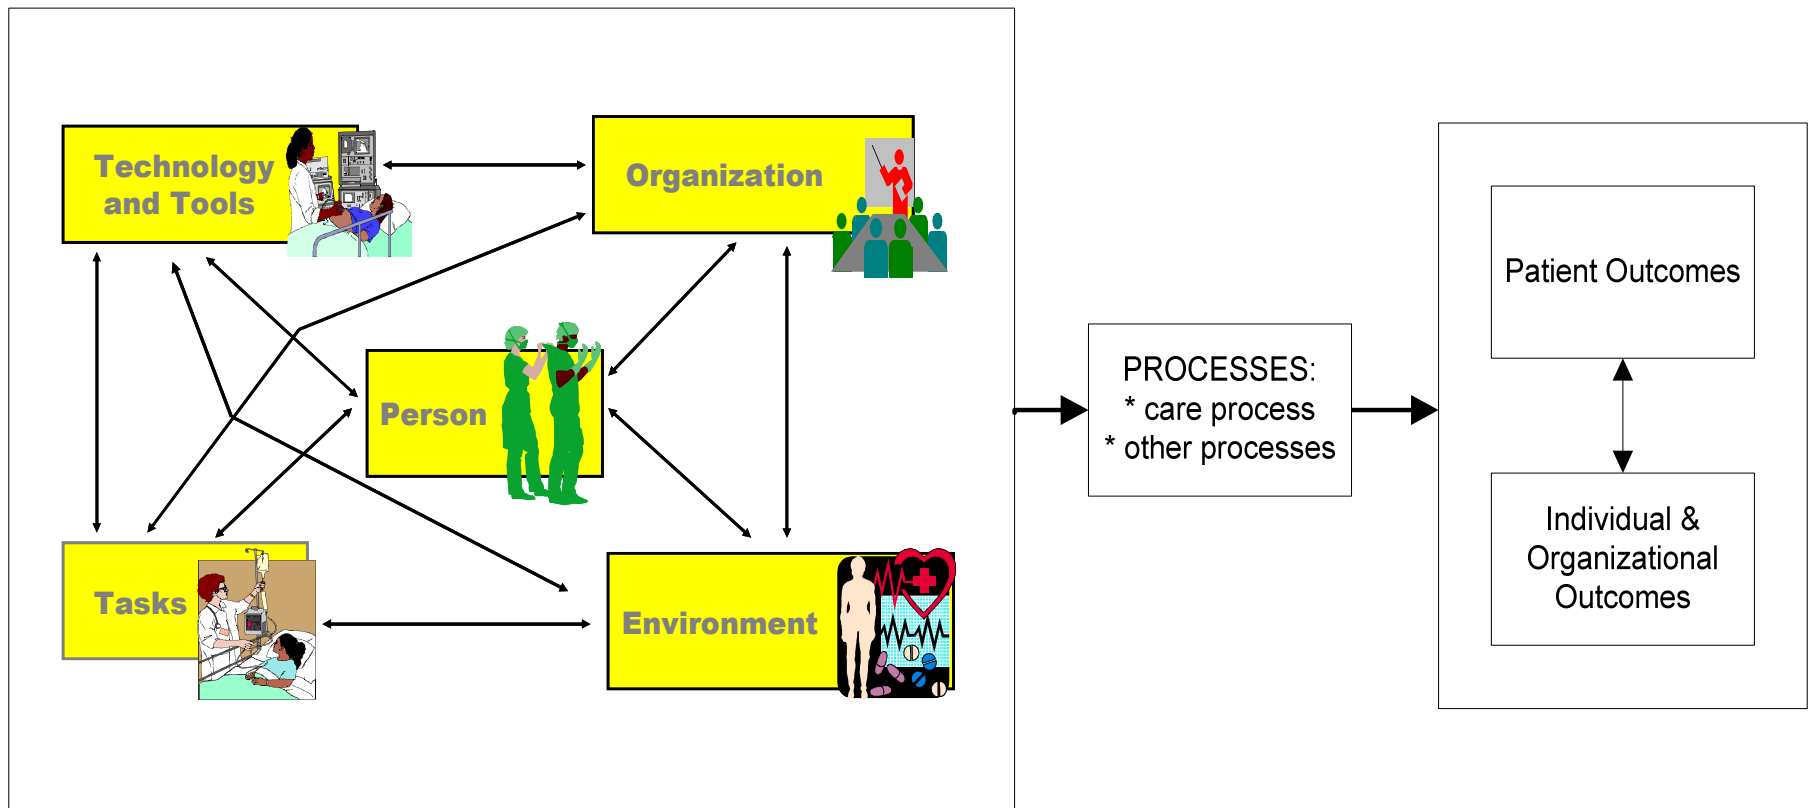 Technology
and Tools
Organization
Person
Tasks
Environment
PROCESSES:
* care process
* other processes
Patient Outcomes
Individual &
Organizational
Outcomes